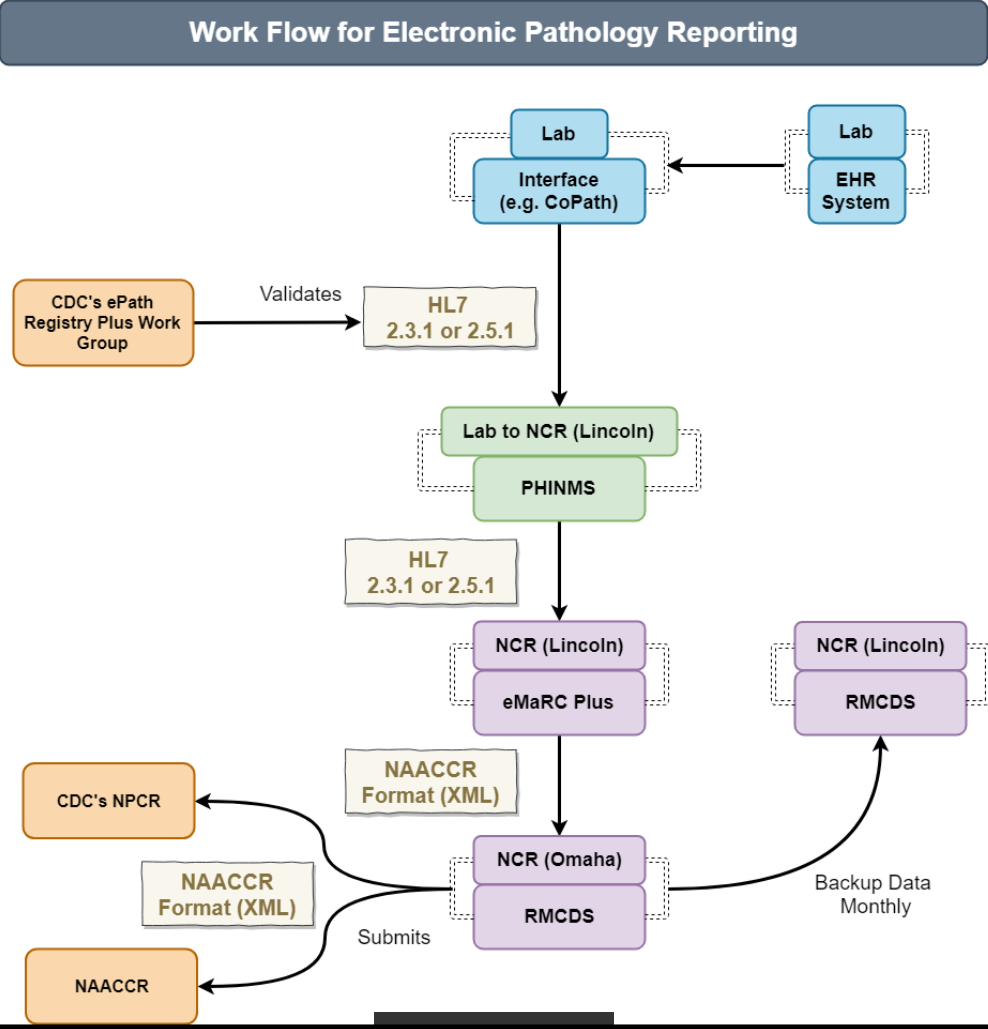 Work Flow for Electronic Pathology Reporting
Lab
Interface
(e.g. CoPath)
Lab
EHR
System
CDC's ePath
Registry Plus Work
Group
Validates
HL7
2.3.1 or 2.5.1
Lab to NCR (Lincoln)
PHINMS
HL7
2.3.1 or 2.5.1
NCR (Lincoln)
eMaRC Plus
NCR (Lincoln)
RMCDS
NAACCR
Format (XML)
CDC's NPCR
NCR (Omaha)
RMCDS
Backup Data
Monthly
NAACCR
Format (XML)
Submits
NAACCR